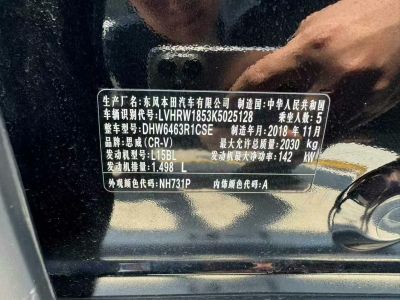 生产厂名:东风本田汽车有限公司 制造国:中华人民共和国
车辆识别代号:LVHRW1853K5025128 乘坐人数:5
整车型号:DHW6463R1CSE 制造年月:2018 年 11月
品牌:思威(CR-V) 最大允许总质量:2030 kg
发动机型号:L15BL 发动机最大净功率:142 kW
发动机排量:1.498 L
外观颜色代码:NH731P 内饰颜色代码:A